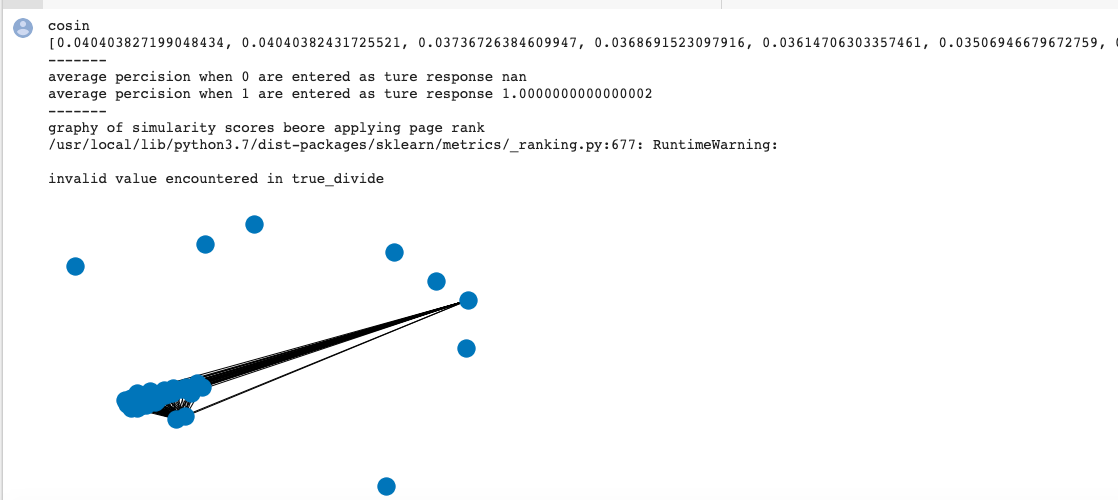 cosin
[0.040403827199048434, 0.04040382431725521, 0.03736726384609947, 0.0368691523097916, 0.03614706303357461, 0.03506946679672759,
-------
average percision when 0 are entered as ture response nan
average percision when 1 are entered as ture response 1.0000000000000002
-------
graphy of simularity scores beore applying page rank
/usr/local/lib/python3.7/dist-packages/sklearn/metrics/_ranking.py:677: RuntimeWarning:
invalid value encountered in true_divide